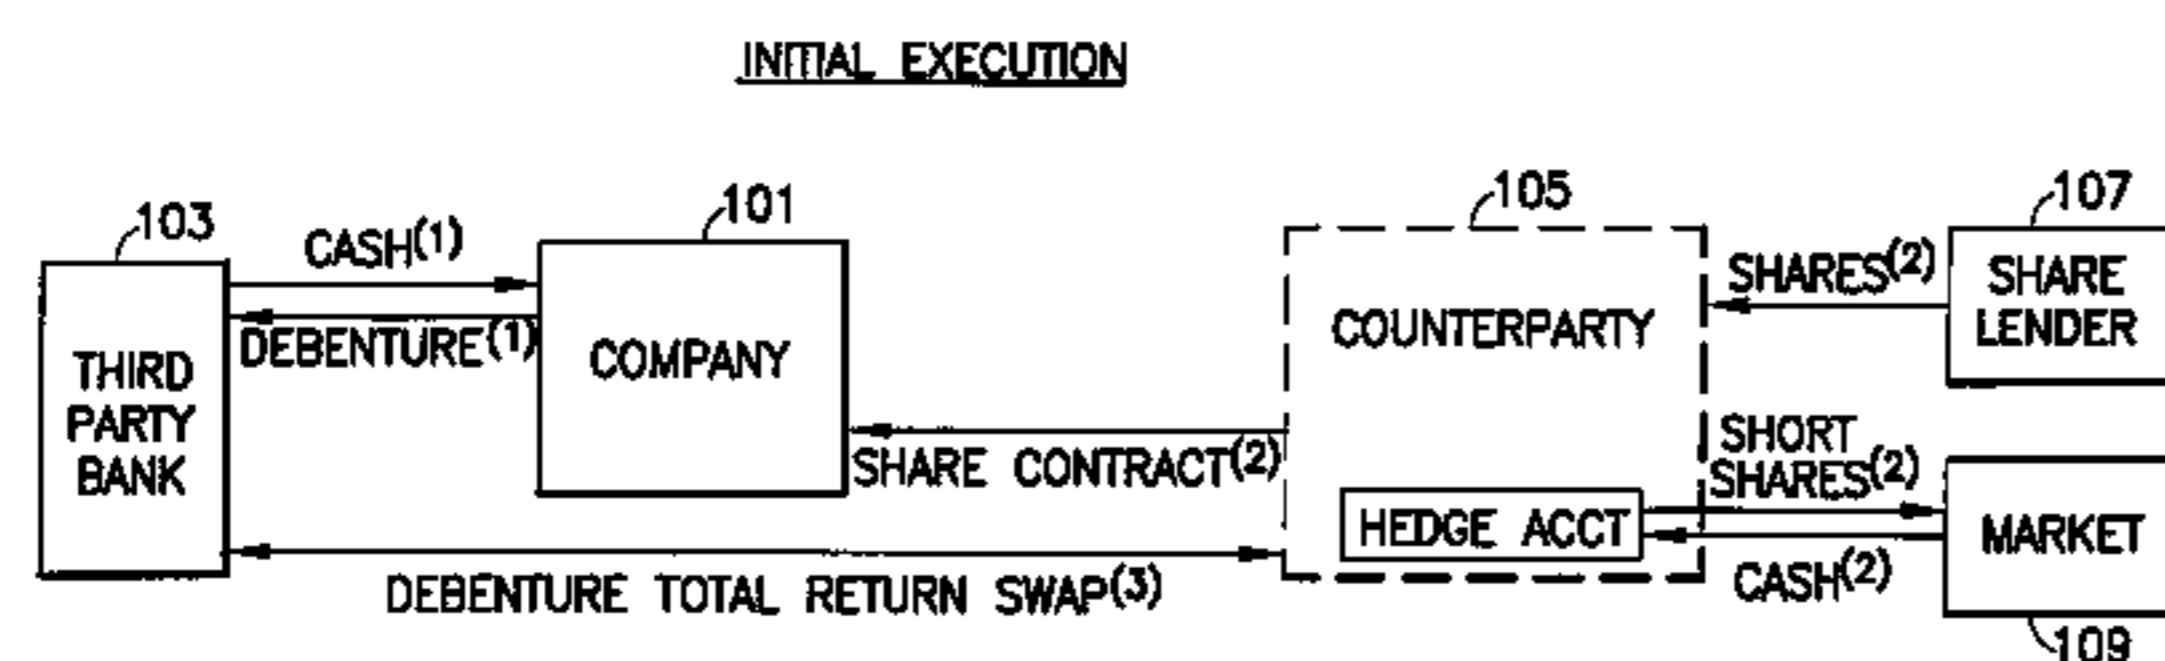 INITIAL EXECUTION
103
CASH(1)
101
105
107
DEBENTURE(1)
THIRD
PARTY
BANK
COMPANY
SHARE CONTRACT(2)
COUNTERPARTY
HEDGE ACCT
SHARES(2)
SHARE
LENDER
SHORT
SHARES(2)
MARKET
CASH(2)
DEBENTURE TOTAL RETURN SWAP(3)
109